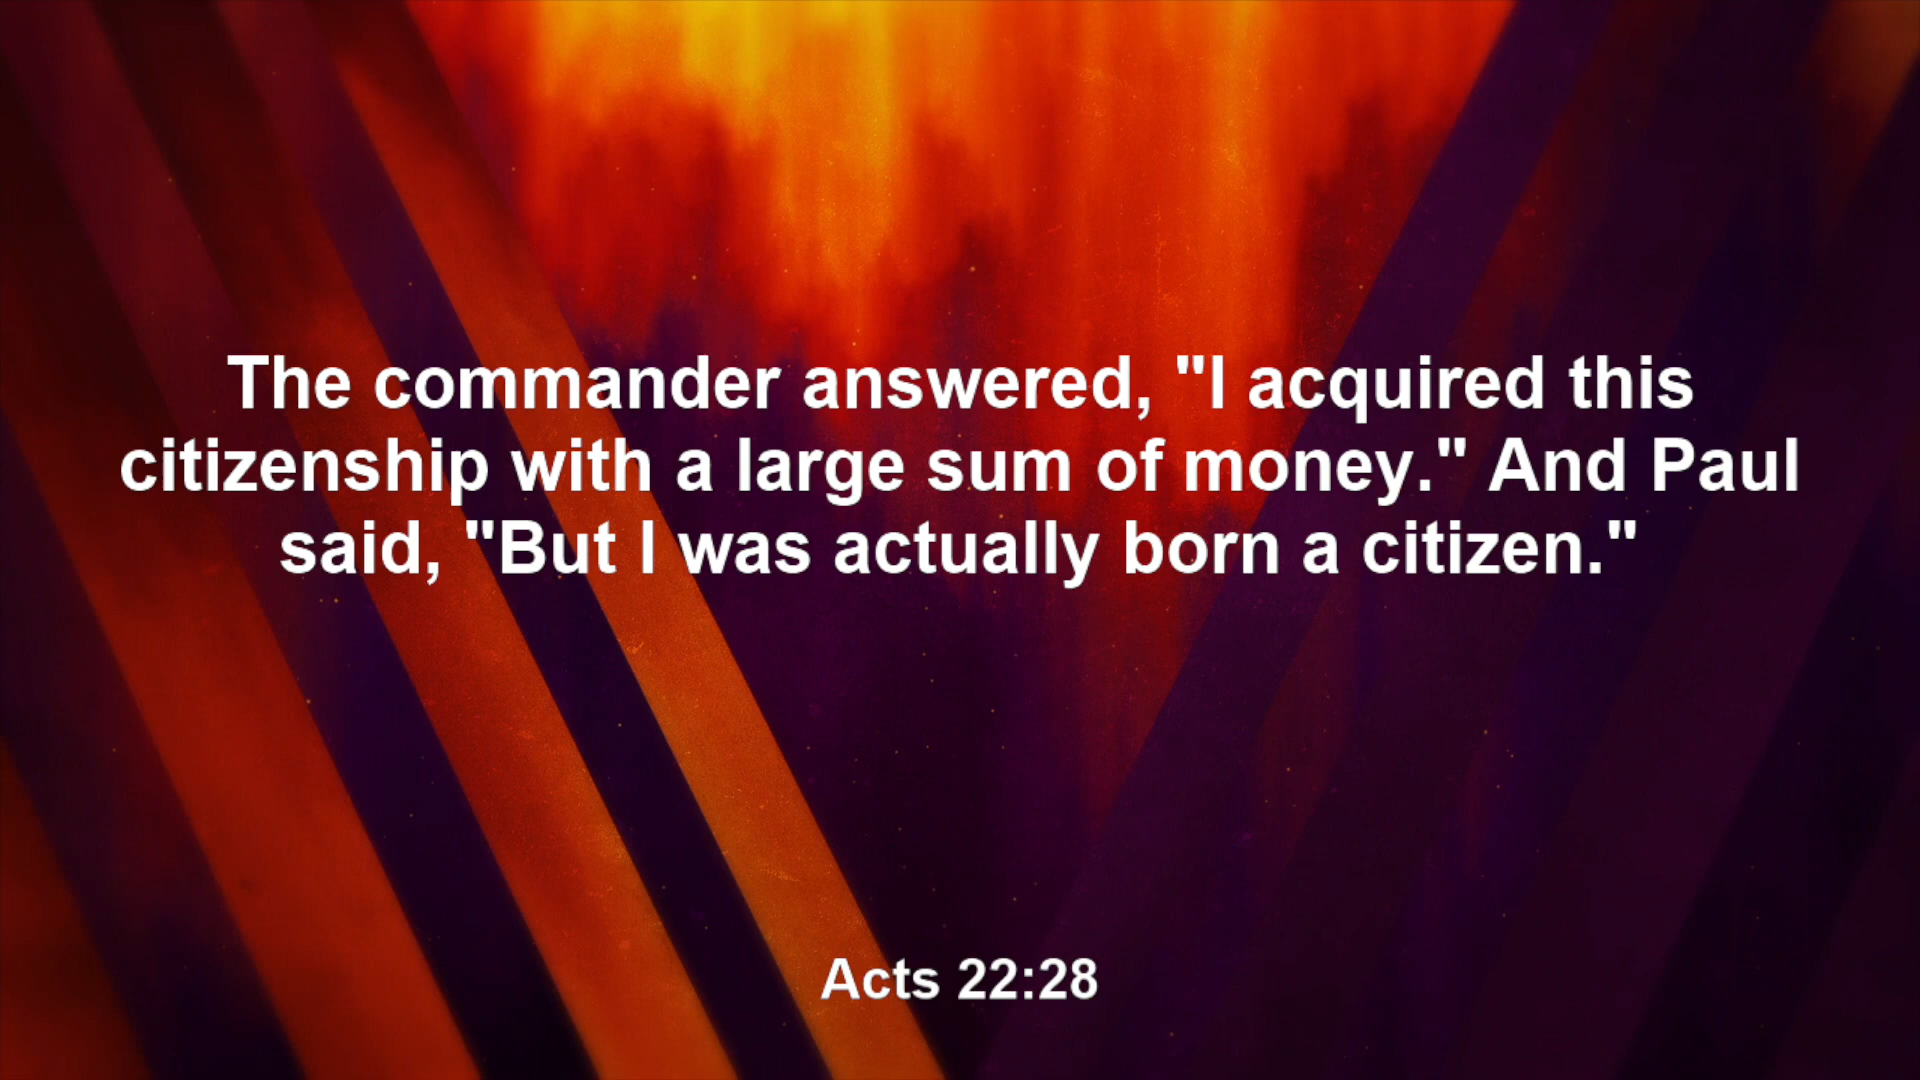 The commander answered, "I acquired this
citizenship with a large sum of money." And Paul
said, "But I was actually born a citizen."
Acts 22:28